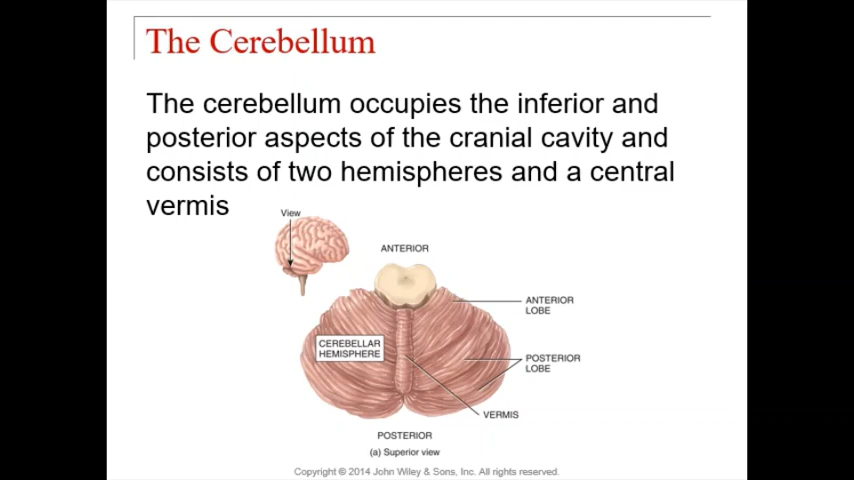 The Cerebellum
The cerebellum occupies the inferior and
posterior aspects of the cranial cavity and
consists of two hemispheres and a central
vermis
View
ANTERIOR
ANTERIOR
LOBE
CEREBELLAR
HEMISPHERE
POSTERIOR
LOBE
VERMIS
POSTERIOR
(a) Superior view
Copyright © 2014 John Wiley & Sons, Inc. All rights reserved.